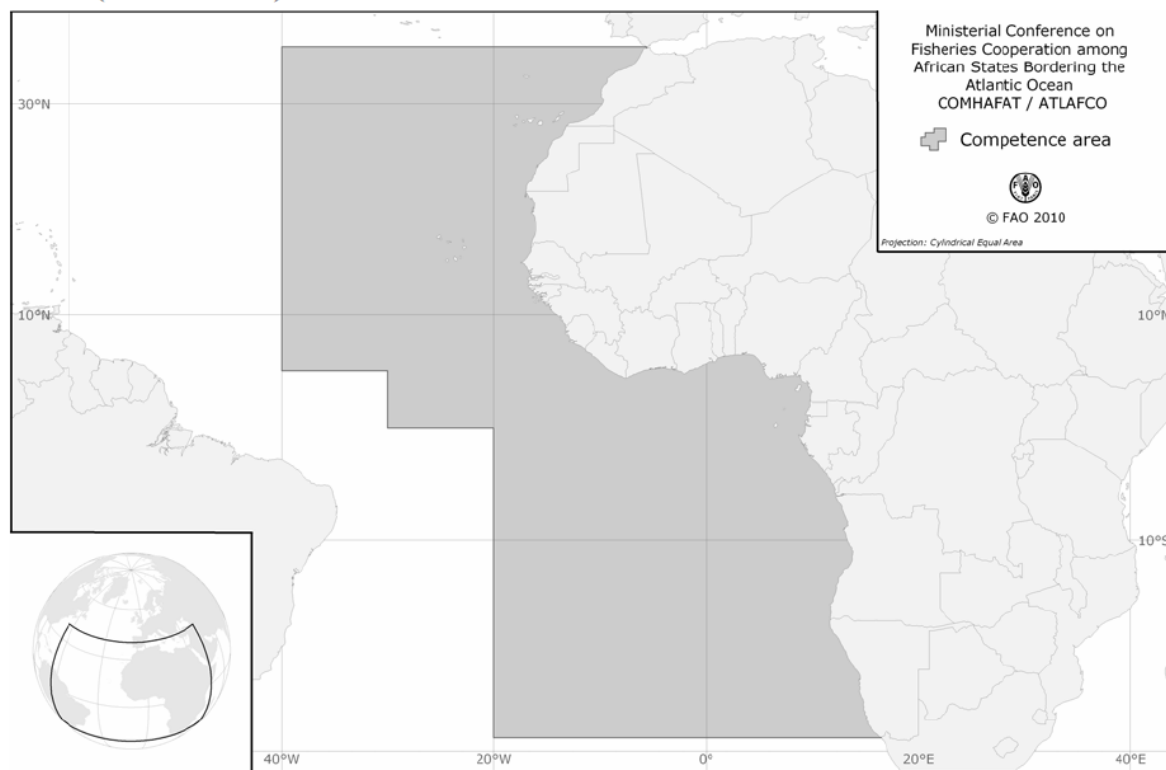 Ministerial Conference on
Fisheries Cooperation among
African States Bordering the
Atlantic Ocean
COMHAFAT / ATLAFCO
Competence area
F A O
© FAO 2010
Projection: Cylindrical Equal Area
30°N
10°N
10°N
10°S
40°W
20°W
0°
20°E
40°E